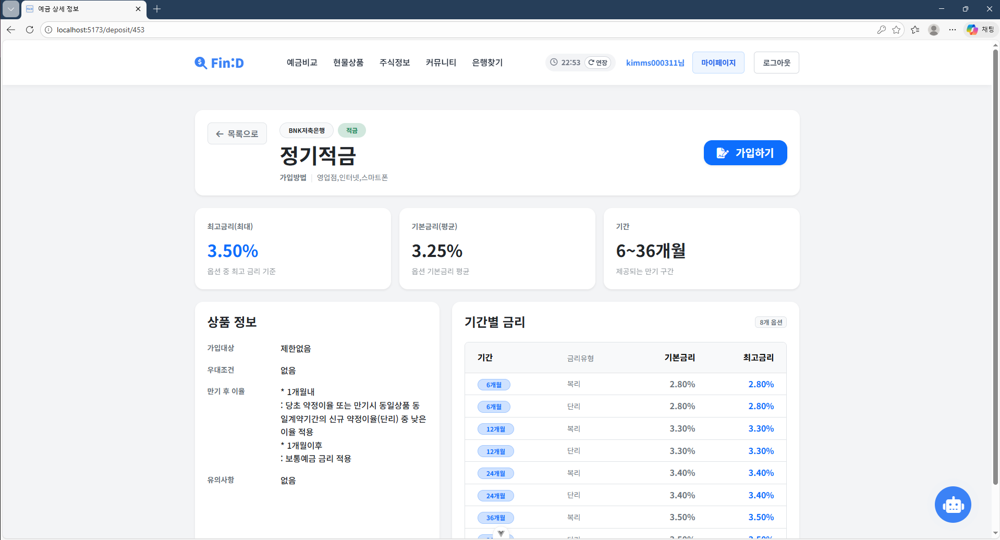 예금 상세 정보
localhost:5173/deposit/453
채팅
Fin:D
예금비교
현물상품
주식정보
커뮤니티
은행찾기
22:53
연장
kimms000311님
마이페이지
로그아웃
목록으로
BNK저축은행
적금
정기적금
가입방법
영업점,인터넷,스마트폰
가입하기
최고금리(최대)
3.50%
옵션 중 최고 금리 기준
기본금리(평균)
3.25%
옵션 기본금리 평균
기간
6~36개월
제공되는 만기 구간
상품 정보
가입대상
제한없음
우대조건
없음
만기 후 이율
* 1개월내
: 당초 약정이율 또는 만기시 동일상품 동
일계약기간의 신규 약정이율(단리) 중 낮은
이율 적용
* 1개월이후
: 보통예금 금리 적용
유의사항
없음
기간별 금리
8개 옵션
기간 금리유형 기본금리 최고금리
6개월 복리 2.80% 2.80%
6개월 단리 2.80% 2.80%
12개월 복리 3.30% 3.30%
12개월 단리 3.30% 3.30%
24개월 복리 3.40% 3.40%
24개월 단리 3.40% 3.40%
36개월 복리 3.50% 3.50%